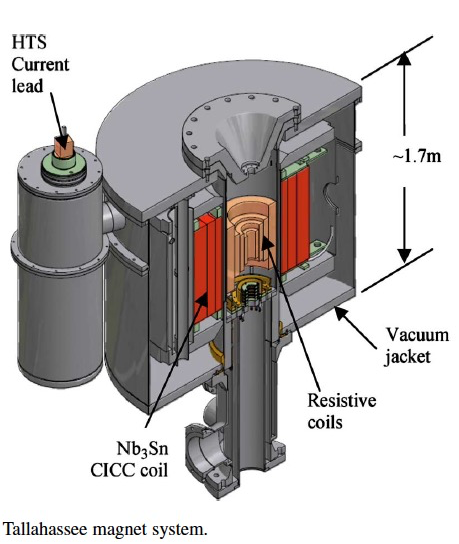 HTS
Current
lead
~1.7m
Vacuum
jacket
Resistive
coils
Nb₃Sn
CICC coil
Tallahassee magnet system.